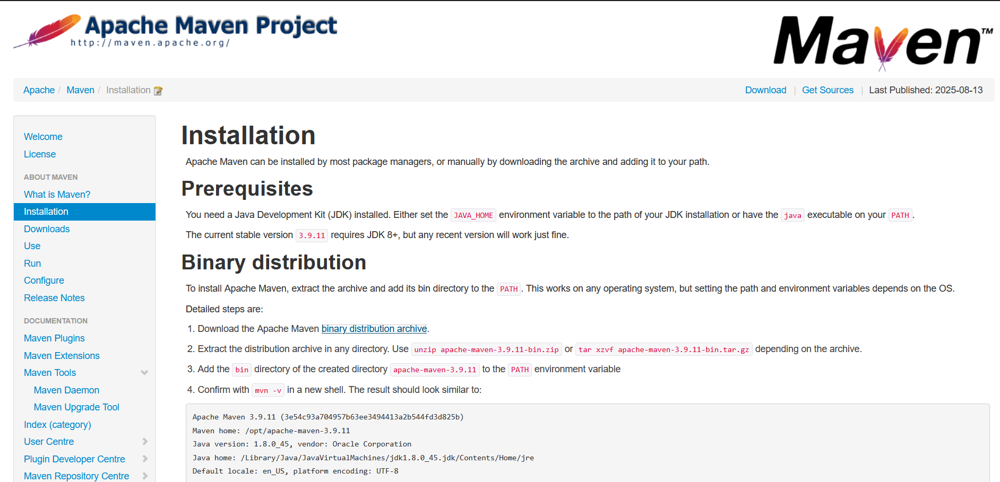 Apache Maven Project
http://maven.apache.org/
Maven™
Apache / Maven / Installation
Download | Get Sources | Last Published: 2025-08-13
Welcome
License
ABOUT MAVEN
What is Maven?
Installation
Downloads
Use
Run
Configure
Release Notes
DOCUMENTATION
Maven Plugins
Maven Extensions
Maven Tools
Maven Daemon
Maven Upgrade Tool
Index (category)
User Centre
Plugin Developer Centre
Maven Repository Centre
Installation
Apache Maven can be installed by most package managers, or manually by downloading the archive and adding it to your path.
Prerequisites
You need a Java Development Kit (JDK) installed. Either set the JAVA_HOME environment variable to the path of your JDK installation or have the java executable on your PATH.
The current stable version 3.9.11 requires JDK 8+, but any recent version will work just fine.
Binary distribution
To install Apache Maven, extract the archive and add its bin directory to the PATH. This works on any operating system, but setting the path and environment variables depends on the OS.
Detailed steps are:
1. Download the Apache Maven binary distribution archive.
2. Extract the distribution archive in any directory. Use unzip apache-maven-3.9.11-bin.zip or tar xzvf apache-maven-3.9.11-bin.tar.gz depending on the archive.
3. Add the bin directory of the created directory apache-maven-3.9.11 to the PATH environment variable
4. Confirm with mvn -v in a new shell. The result should look similar to:
Apache Maven 3.9.11 (3e54c93a704957b63ee3494413a2b544fd3d825b)
Maven home: /opt/apache-maven-3.9.11
Java version: 1.8.0_45, vendor: Oracle Corporation
Java home: /Library/Java/JavaVirtualMachines/jdk1.8.0_45.jdk/Contents/Home/jre
Default locale: en_US, platform encoding: UTF-8